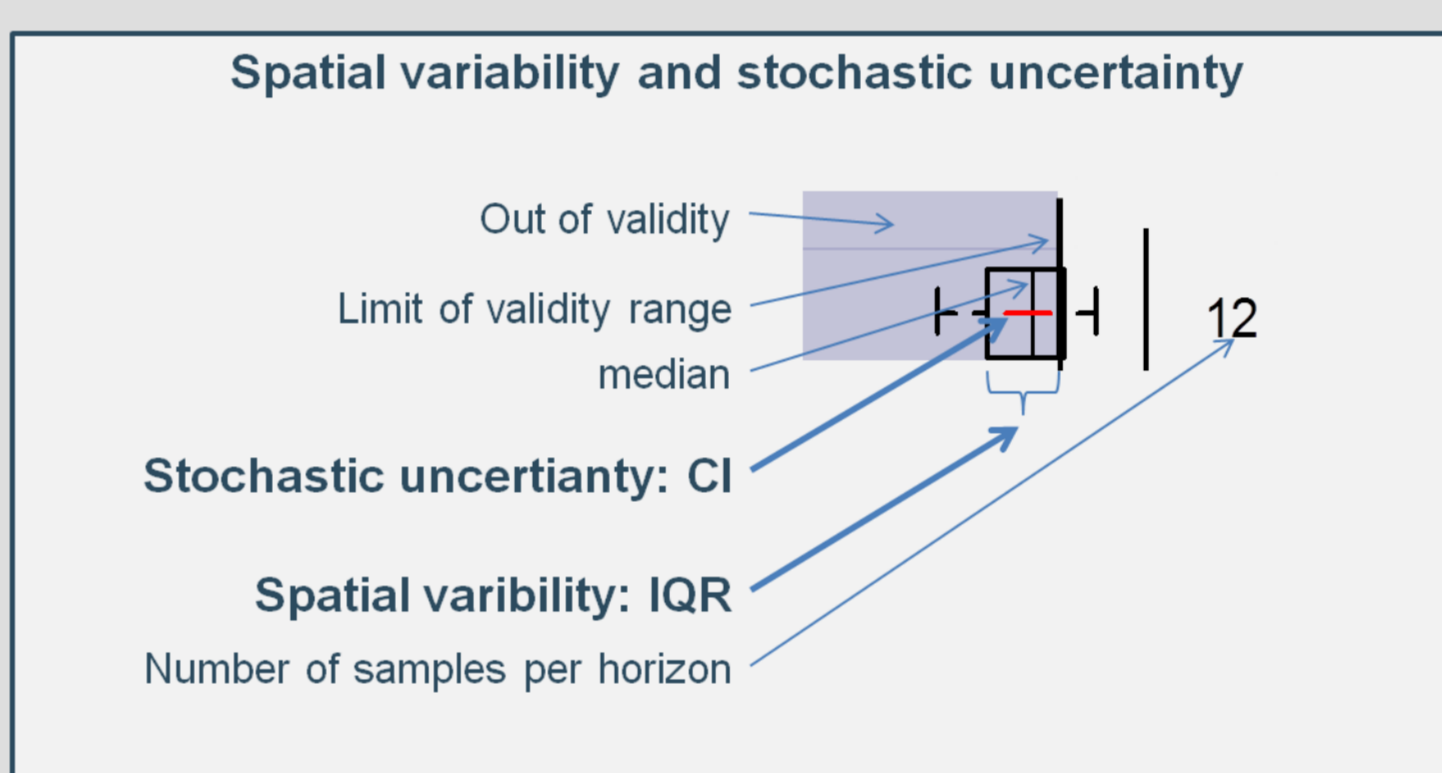 Spatial variability and stochastic uncertainty
Out of validity
Limit of validity range
12
median
Stochastic uncertianty: CI
Spatial varibility: IQR
Number of samples per horizon